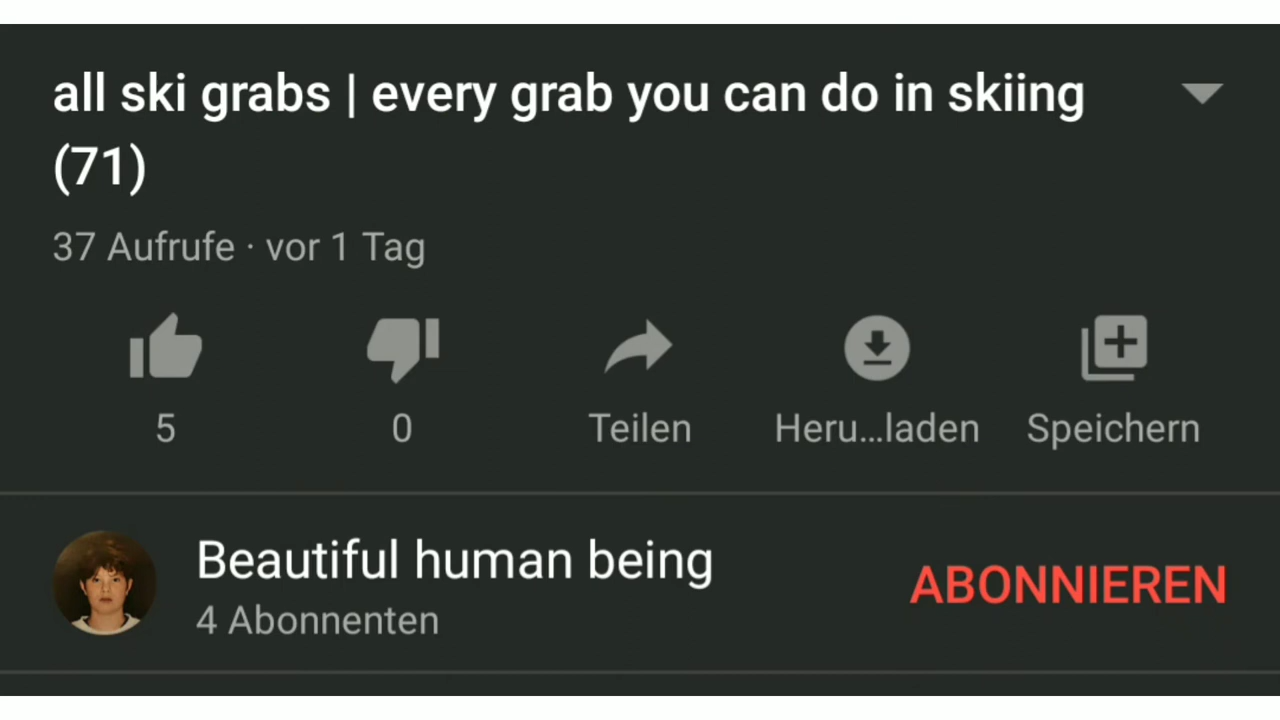 all ski grabs | every grab you can do in skiing
(71)
37 Aufrufe · vor 1 Tag
5 0 Teilen Heru...laden Speichern
Beautiful human being
4 Abonnenten
ABONNIEREN